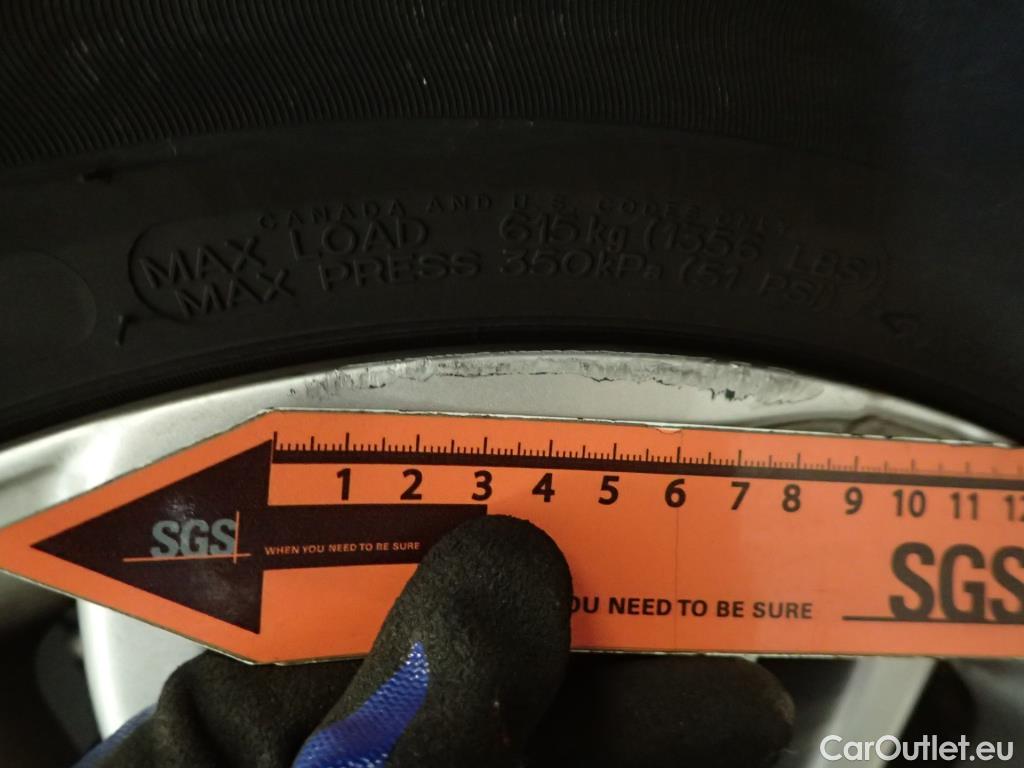 CANADA AND U.S. CODES ONLY
MAX LOAD 615kg (1356 LBS)
MAX PRESS 350kPa (51 PSI)
1 2 3 4 5 6 7 8 9 10 11 12
SGS
WHEN YOU NEED TO BE SURE
OU NEED TO BE SURE
SGS
CarOutlet.eu